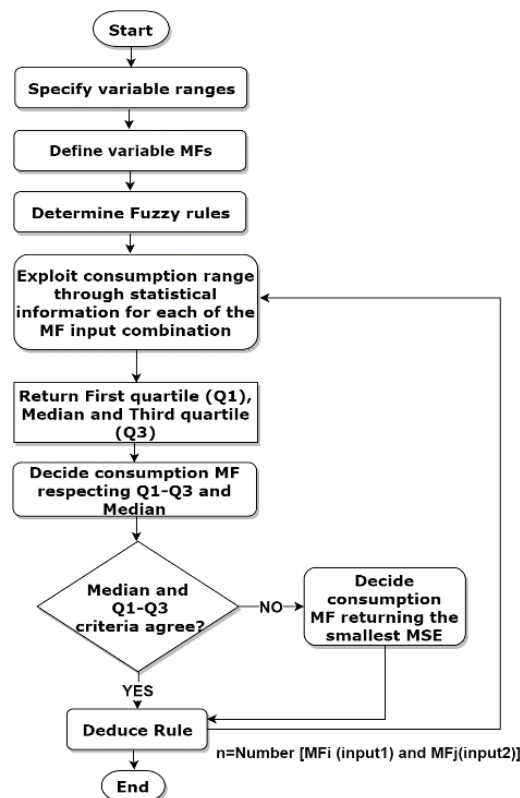 Start
Specify variable ranges
Define variable MFs
Determine Fuzzy rules
Exploit consumption range
through statistical
information for each of the
MF input combination
Return First quartile (Q1),
Median and Third quartile
(Q3)
Decide consumption MF
respecting Q1-Q3 and
Median
Median and
Q1-Q3
criteria agree?
NO
Decide
consumption
MF returning the
smallest MSE
YES
Deduce Rule
n=Number [MFi (input1) and MFj(input2)]
End